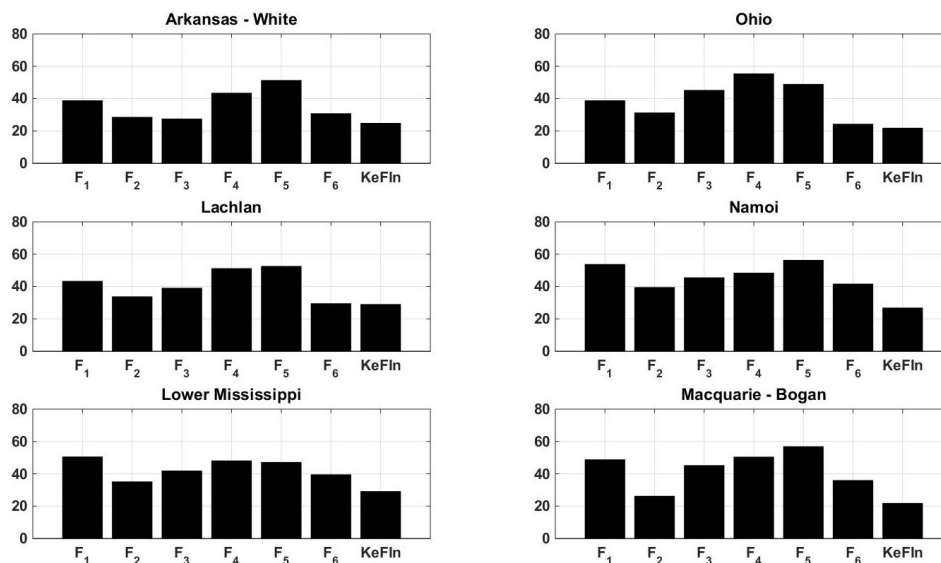 Arkansas - White
80
60
40
20
0
F₁ F₂ F₃ F₄ F₅ F₆ KeFIn
Ohio
80
60
40
20
0
F₁ F₂ F₃ F₄ F₅ F₆ KeFIn
Lachlan
80
60
40
20
0
F₁ F₂ F₃ F₄ F₅ F₆ KeFIn
Namoi
80
60
40
20
0
F₁ F₂ F₃ F₄ F₅ F₆ KeFIn
Lower Mississippi
80
60
40
20
0
F₁ F₂ F₃ F₄ F₅ F₆ KeFIn
Macquarie - Bogan
80
60
40
20
0
F₁ F₂ F₃ F₄ F₅ F₆ KeFIn